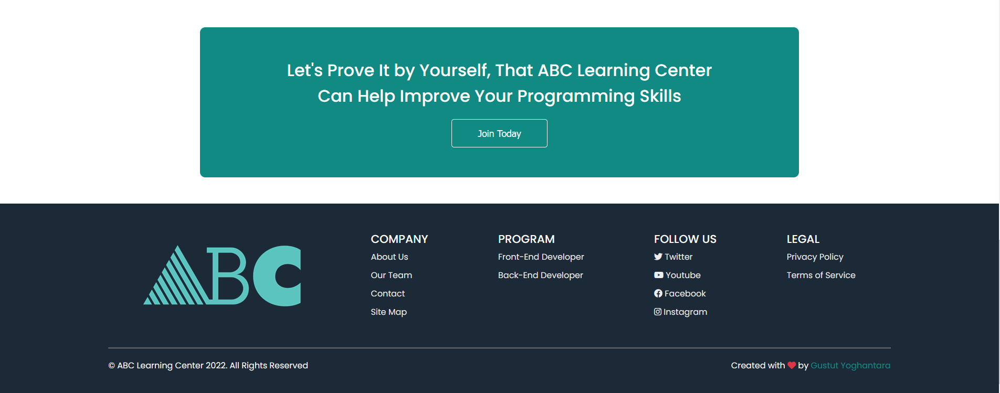 Let's Prove It by Yourself, That ABC Learning Center
Can Help Improve Your Programming Skills
Join Today
ABC
COMPANY
About Us
Our Team
Contact
Site Map
PROGRAM
Front-End Developer
Back-End Developer
FOLLOW US
Twitter
Youtube
Facebook
Instagram
LEGAL
Privacy Policy
Terms of Service
© ABC Learning Center 2022. All Rights Reserved
Created with ❤ by Gustut Yoghantara